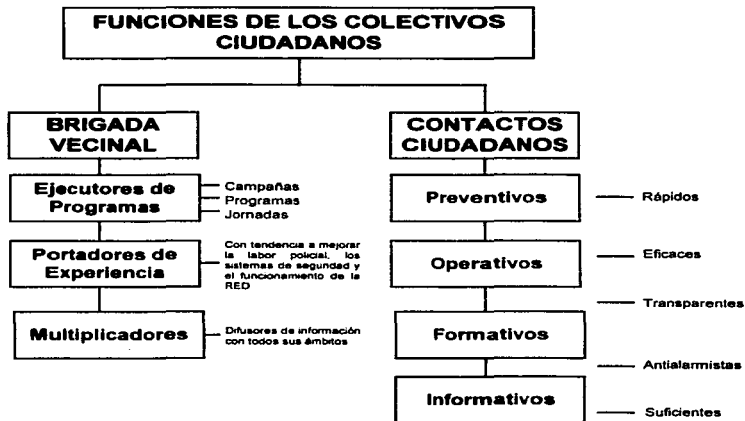 FUNCIONES DE LOS COLECTIVOS
CIUDADANOS
BRIGADA
VECINAL
Ejecutores de
Programas
Campañas
Programas
Jornadas
Portadores de
Experiencia
Con tendencia a mejorar
la labor policial, los
sistemas de seguridad y
el funcionamiento de la
RED
Multiplicadores
Difusores de información
con todos sus ámbitos
CONTACTOS
CIUDADANOS
Preventivos
Operativos
Formativos
Informativos
Rápidos
Eficaces
Transparentes
Antialarmistas
Suficientes